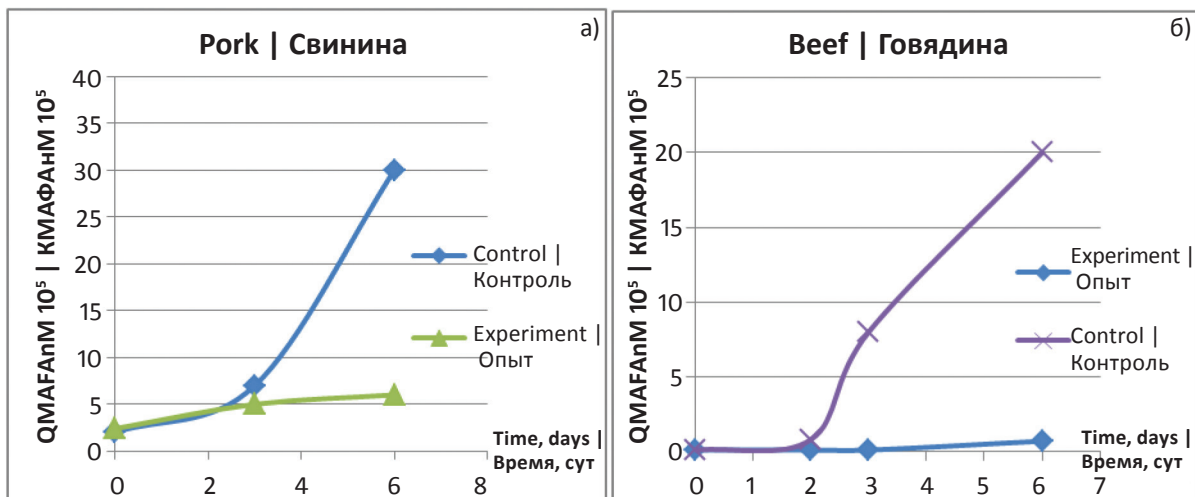 а)
Pork | Свинина
QMAFAnM 10⁵ | КМАФАнМ 10⁵
40
35
30
25
20
15
10
5
0
0 2 4 6 8
Control |
Контроль
Experiment |
Опыт
Time, days |
Время, сут
б)
Beef | Говядина
QMAFAnM 10⁵ | КМАФАнМ 10⁵
25
20
15
10
5
0
0 1 2 3 4 5 6 7
Experiment |
Опыт
Control |
Контроль
Time, days |
Время, сут